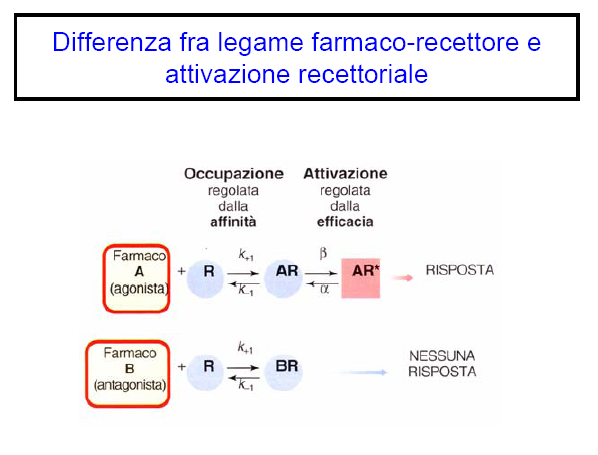 Differenza fra legame farmaco-recettore e
attivazione recettoriale
Occupazione
regolata
dalla
affinità
Attivazione
regolata
dalla
efficacia
Farmaco
A
(agonista)
+
R
k+1
k−1
AR
β
α
AR*
RISPOSTA
Farmaco
B
(antagonista)
+
R
k+1
k−1
BR
NESSUNA
RISPOSTA